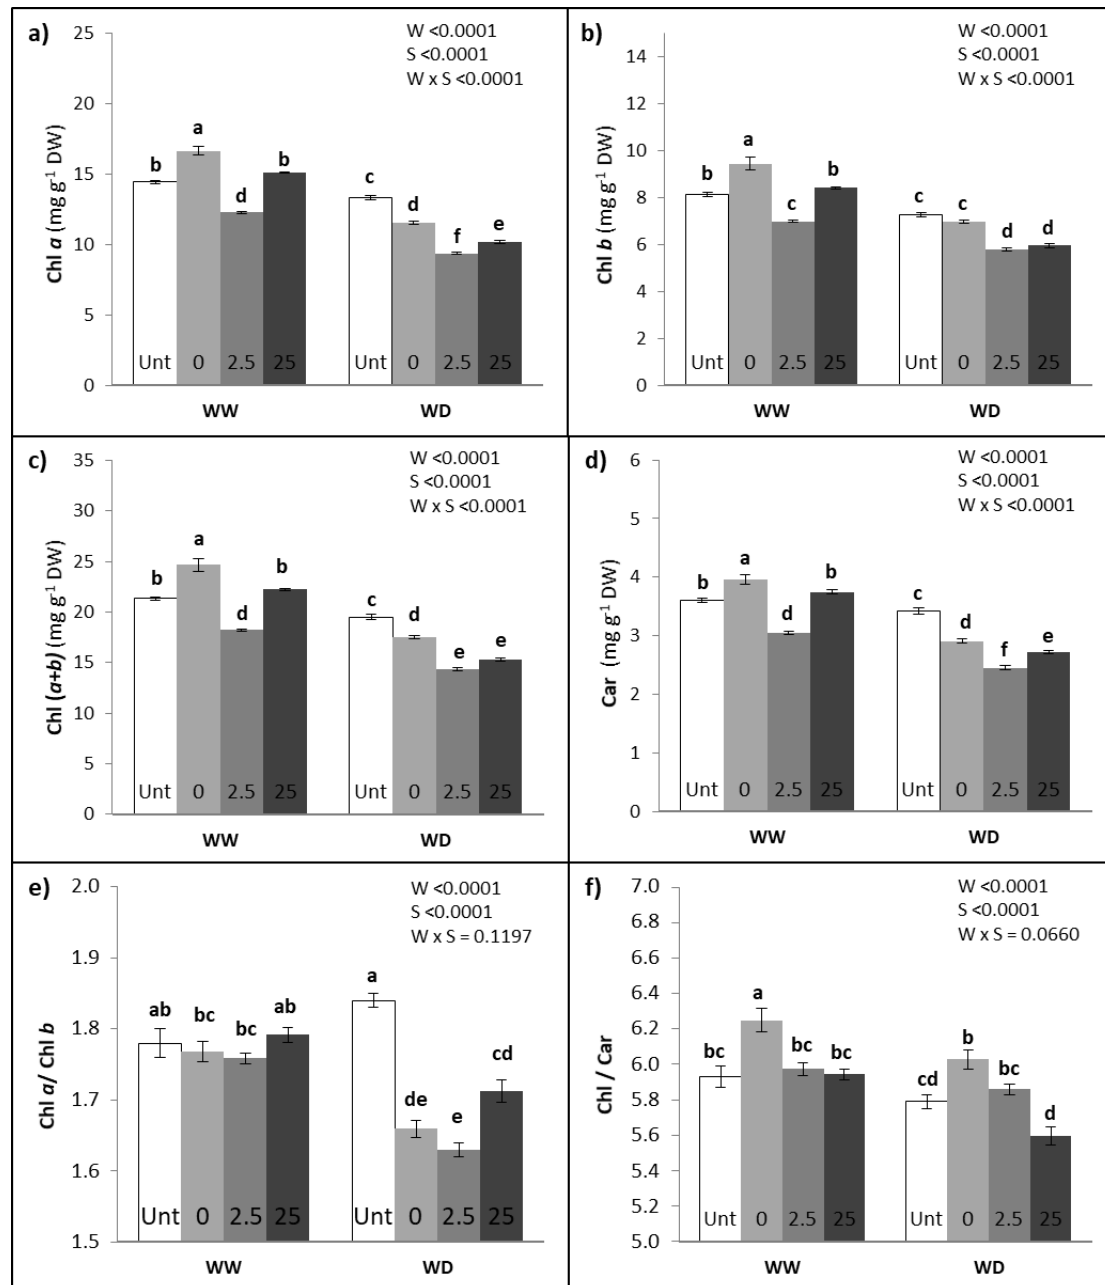 a)
W <0.0001
S <0.0001
W x S <0.0001
Chl a (mg g-1 DW)
25
20
15
10
5
0
b
a
d
b
c
d
f
e
Unt 0 2.5 25
Unt 0 2.5 25
WW
WD
b)
W <0.0001
S <0.0001
W x S <0.0001
Chl b (mg g-1 DW)
14
12
10
8
6
4
2
0
b
a
c
b
c
c
d
d
Unt 0 2.5 25
Unt 0 2.5 25
WW
WD
c)
W <0.0001
S <0.0001
W x S <0.0001
Chl (a+b) (mg g-1 DW)
35
30
25
20
15
10
5
0
b
a
d
b
c
d
e
e
Unt 0 2.5 25
Unt 0 2.5 25
WW
WD
d)
W <0.0001
S <0.0001
W x S <0.0001
Car (mg g-1 DW)
6
5
4
3
2
1
0
b
a
d
b
c
d
f
e
Unt 0 2.5 25
Unt 0 2.5 25
WW
WD
e)
W <0.0001
S <0.0001
W x S = 0.1197
Chl a/ Chl b
2.0
1.9
1.8
1.7
1.6
1.5
ab
bc
bc
ab
a
de
e
cd
Unt 0 2.5 25
Unt 0 2.5 25
WW
WD
f)
W <0.0001
S <0.0001
W x S = 0.0660
Chl / Car
7.0
6.8
6.6
6.4
6.2
6.0
5.8
5.6
5.4
5.2
5.0
bc
a
bc
bc
cd
b
bc
d
Unt 0 2.5 25
Unt 0 2.5 25
WW
WD